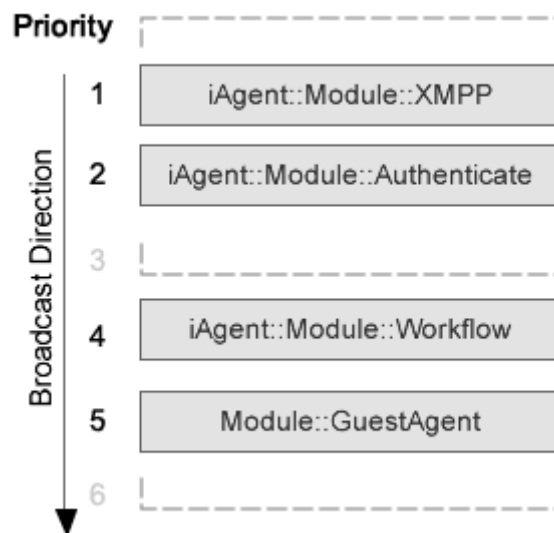 Priority
1 iAgent::Module::XMPP
2 iAgent::Module::Authenticate
3
4 iAgent::Module::Workflow
5 Module::GuestAgent
6
Broadcast Direction